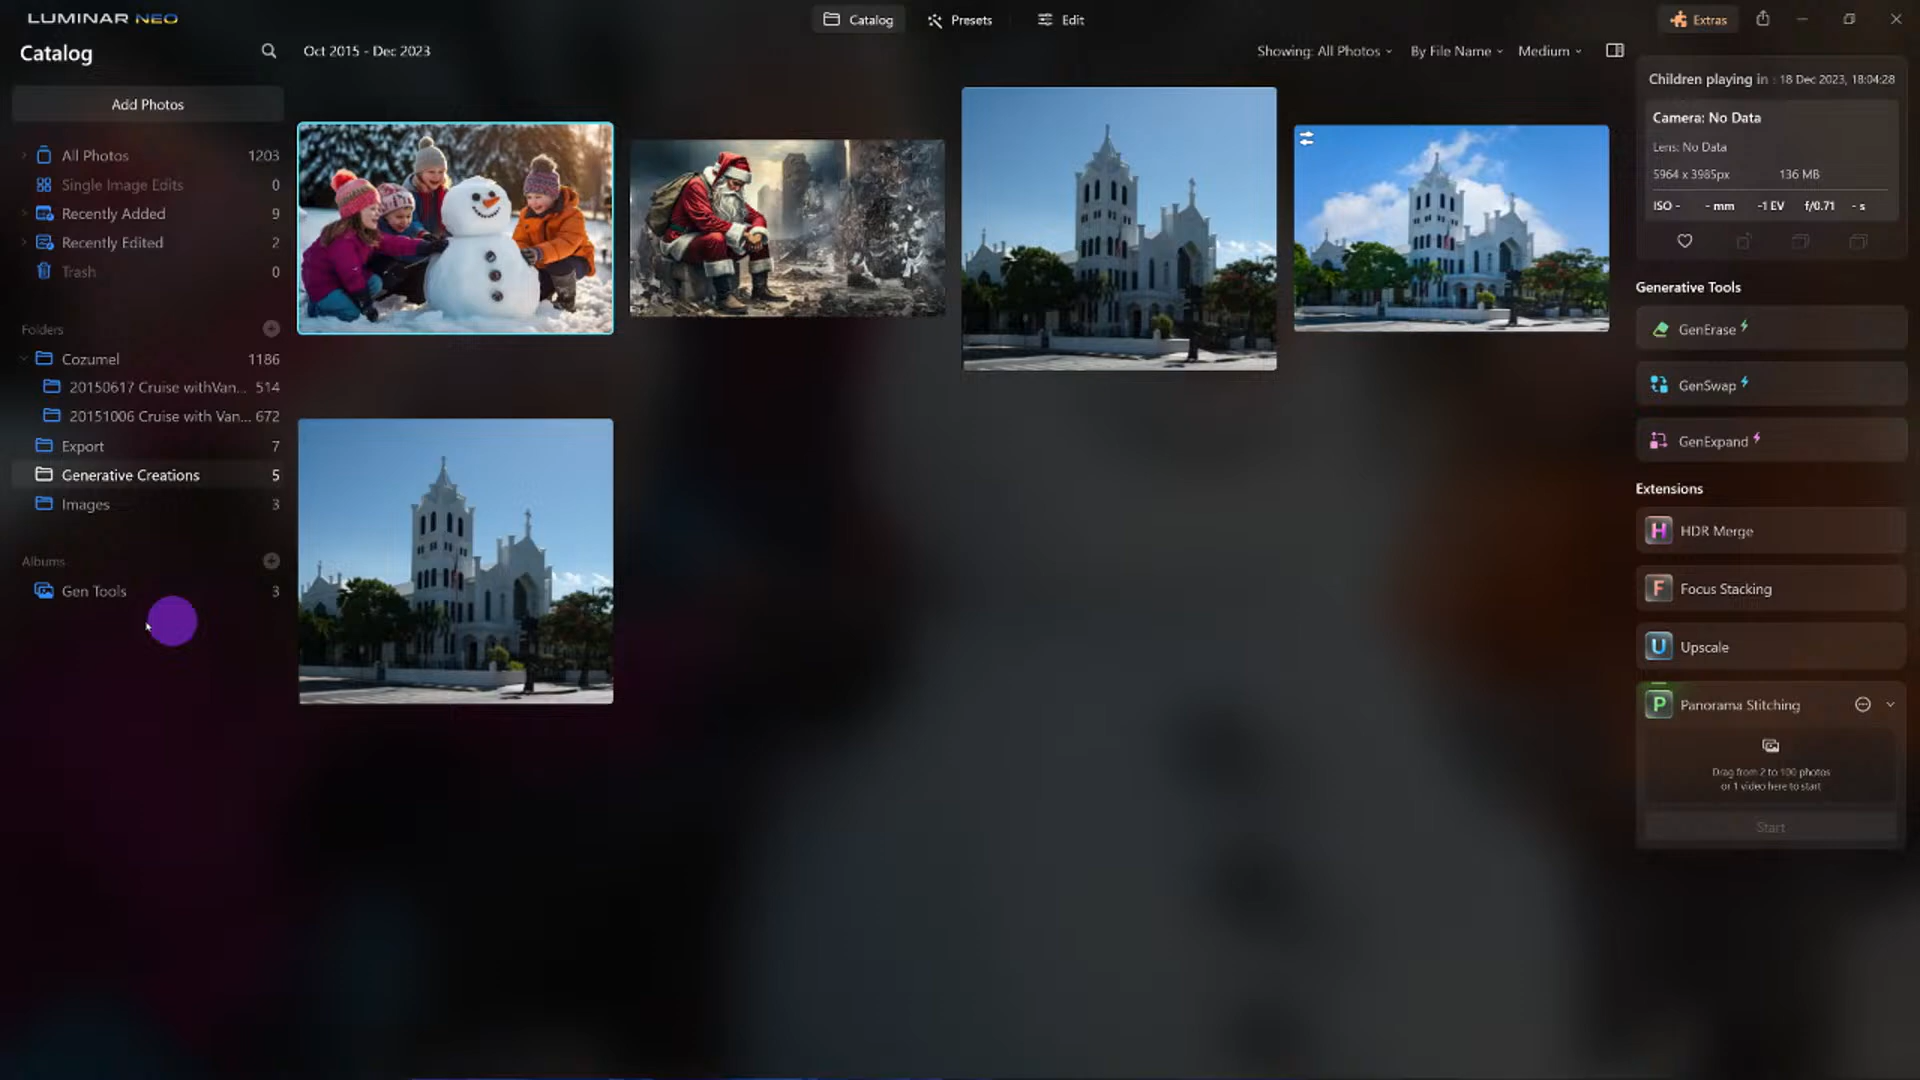 LUMINAR NEO
Catalog
Presets
Edit
Extras
Catalog
Oct 2015 - Dec 2023
Showing: All Photos
By File Name
Medium
Add Photos
All Photos 1203
Single Image Edits 0
Recently Added 9
Recently Edited 2
Trash 0
Folders
Cozumel 1186
20150617 Cruise withVan... 514
20151006 Cruise with Van... 672
Export 7
Generative Creations 5
Images 3
Albums
Gen Tools 3
Children playing in 18 Dec 2023, 18:04:28
Camera: No Data
Lens: No Data
5964 x 3985px 136 MB
ISO - - mm -1 EV f/0.71 - s
Generative Tools
GenErase
GenSwap
GenExpand
Extensions
H HDR Merge
F Focus Stacking
U Upscale
P Panorama Stitching
Drag from 2 to 100 photos
or 1 video here to start
Start